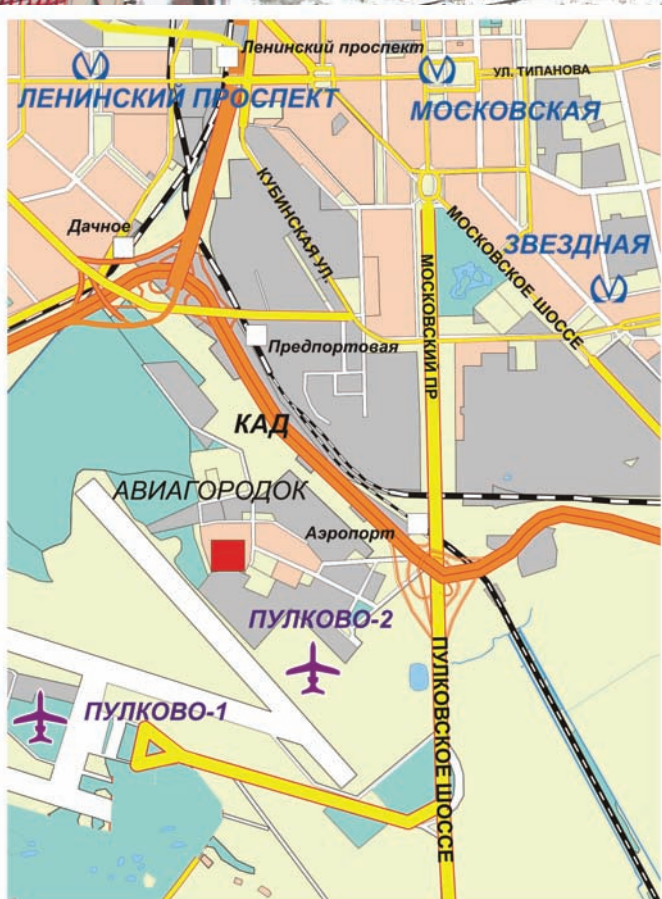 Ленинский проспект
УЛ. ТИПАНОВА
ЛЕНИНСКИЙ ПРОСПЕКТ
МОСКОВСКАЯ
КУБИНСКАЯ УЛ.
МОСКОВСКОЕ ШОССЕ
Дачное
ЗВЕЗДНАЯ
МОСКОВСКИЙ ПР
Предпортовая
КАД
АВИАГОРОДОК
Аэропорт
ПУЛКОВО-2
ПУЛКОВО-1
ПУЛКОВСКОЕ ШОССЕ